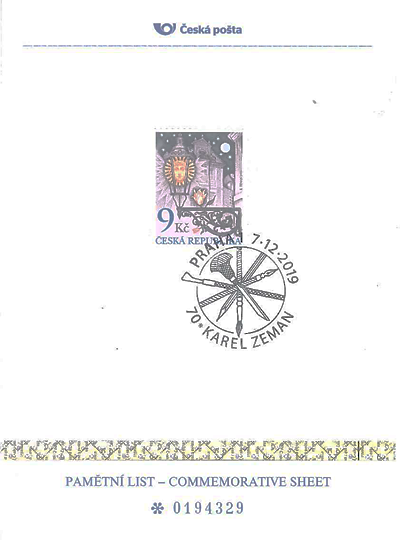 Česká pošta
9 Kč
ČESKÁ REPUBLIKA
PRAHA 1 7-12-2019
70 * KAREL ZEMAN
PAMĚTNÍ LIST – COMMEMORATIVE SHEET
* 0194329